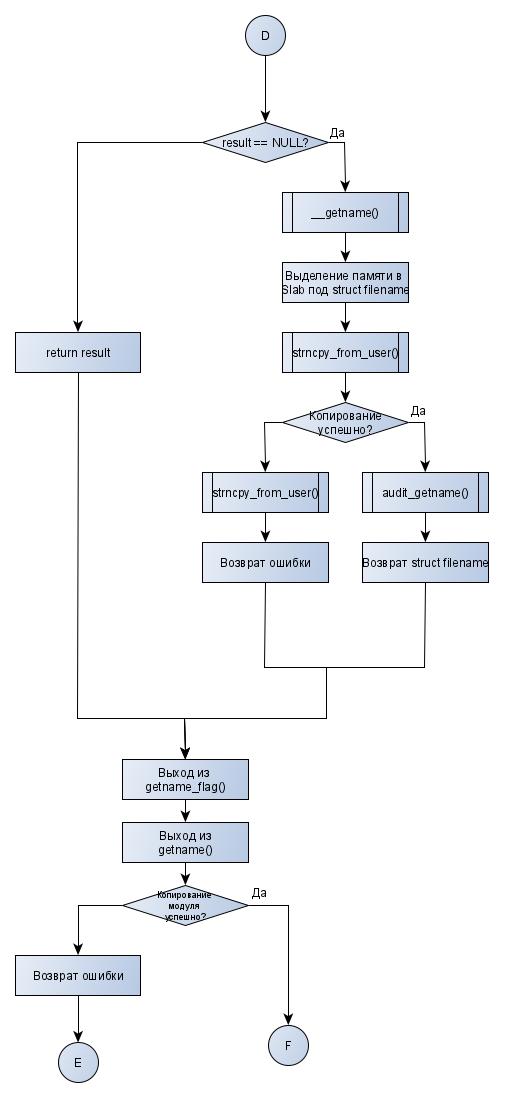 D
result == NULL?
Да
__getname()
Выделение памяти в
Slab под struct filename
return result
strncpy_from_user()
Копирование
успешно?
Да
strncpy_from_user()
audit_getname()
Возврат ошибки
Возврат struct filename
Выход из
getname_flag()
Выход из
getname()
Копирование
модуля
успешно?
Да
Возврат ошибки
E
F